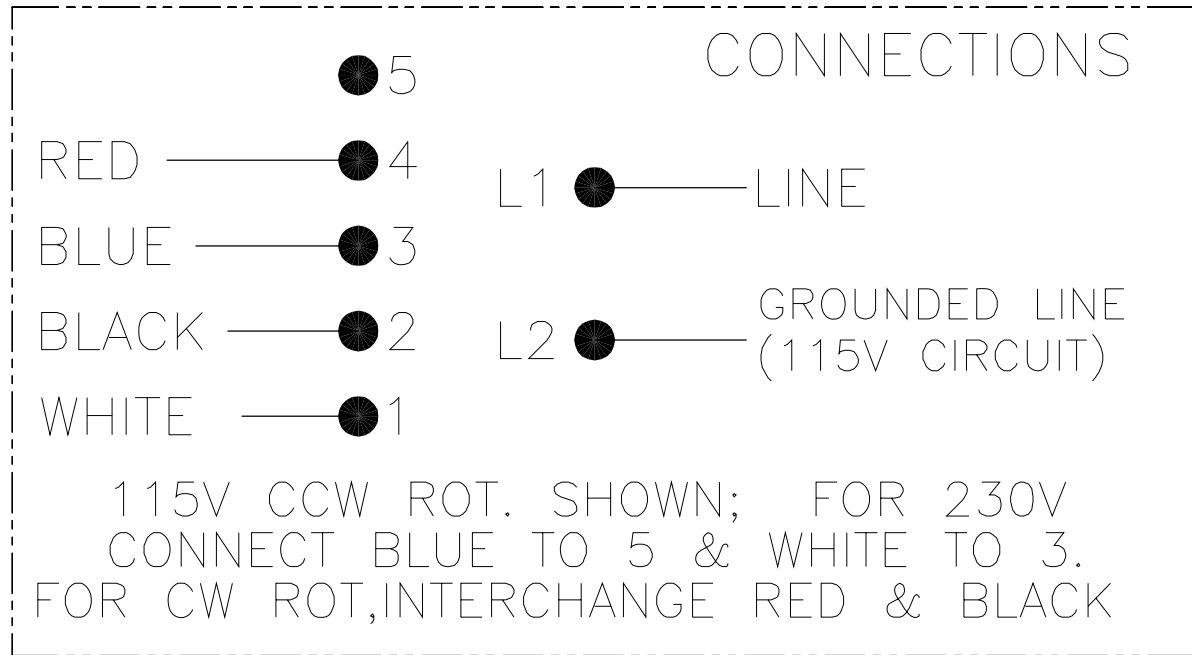 CONNECTIONS
5
RED 4
BLUE 3
BLACK 2
WHITE 1
L1 LINE
L2 GROUNDED LINE
(115V CIRCUIT)
115V CCW ROT. SHOWN; FOR 230V
CONNECT BLUE TO 5 & WHITE TO 3.
FOR CW ROT,INTERCHANGE RED & BLACK